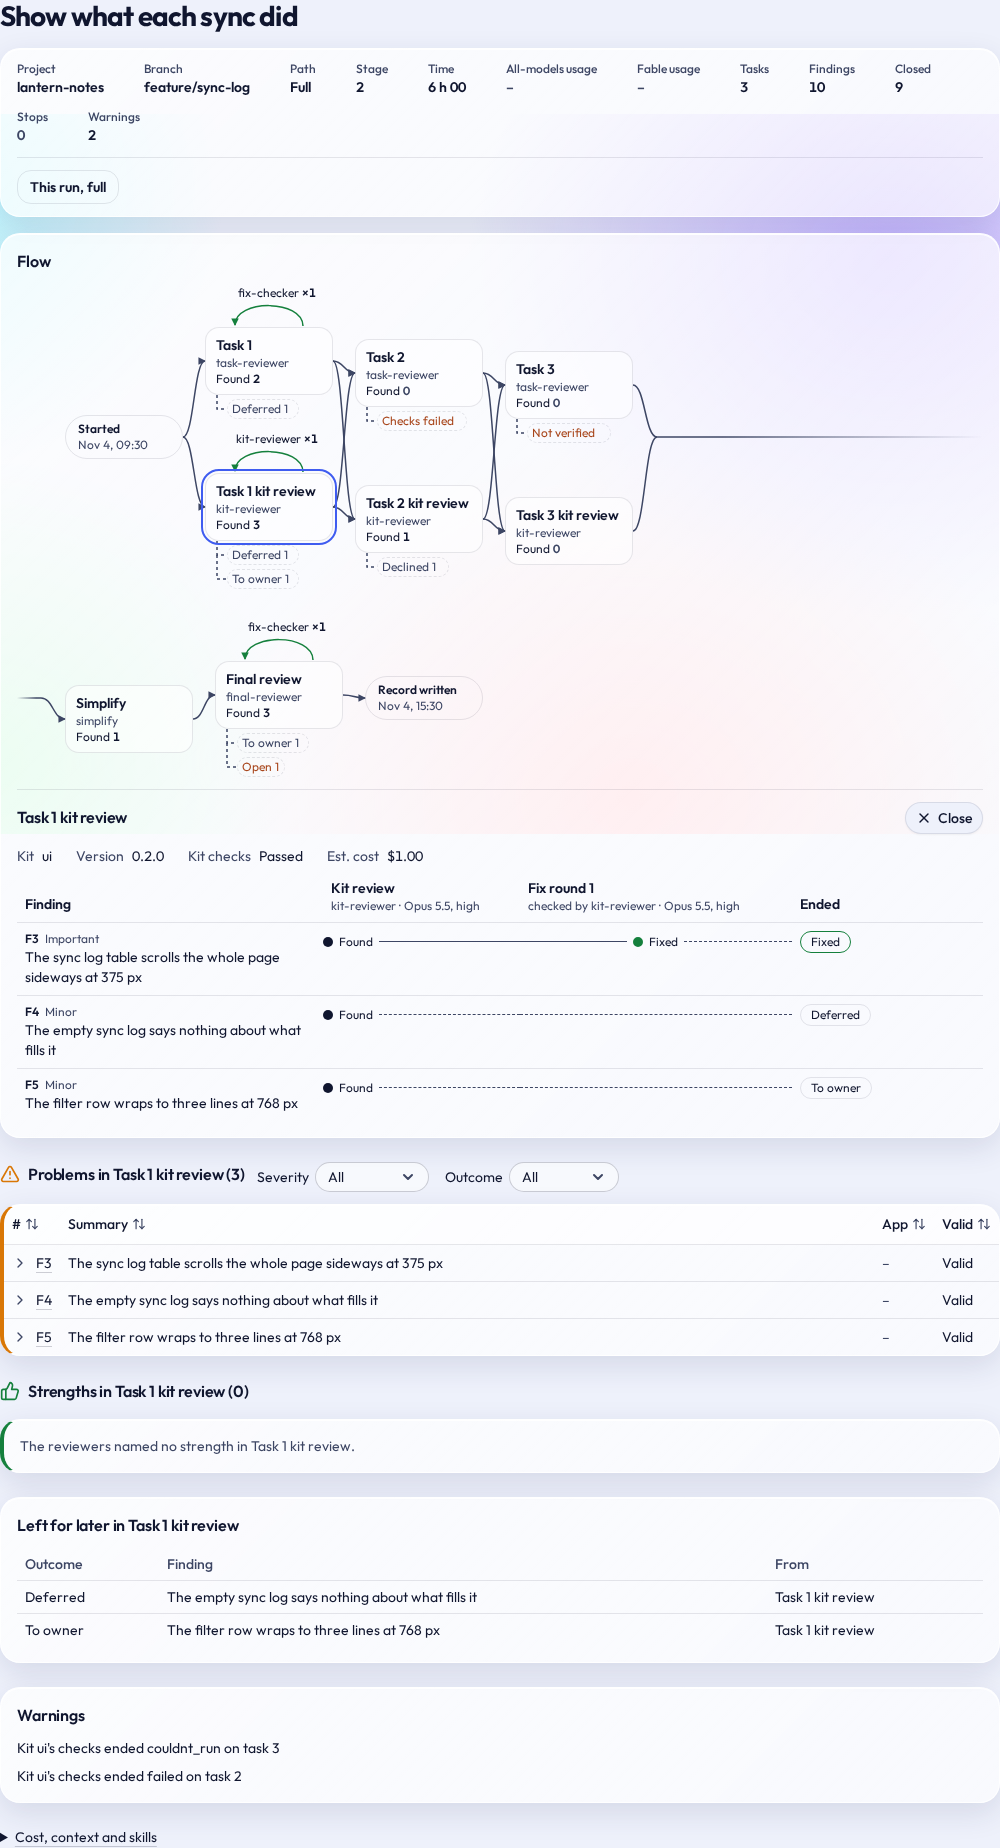 Show what each sync did
Project Branch Path Stage Time All-models usage Fable usage Tasks Findings Closed
lantern-notes feature/sync-log Full 2 6 h 00 – – 3 10 9
Stops Warnings
0 2
This run, full
Flow
fix-checker ×1
Task 1
task-reviewer
Found 2
Deferred 1
Task 2
task-reviewer
Found 0
Checks failed
Task 3
task-reviewer
Found 0
Not verified
Started
Nov 4, 09:30
kit-reviewer ×1
Task 1 kit review
kit-reviewer
Found 3
Deferred 1
To owner 1
Task 2 kit review
kit-reviewer
Found 1
Declined 1
Task 3 kit review
kit-reviewer
Found 0
fix-checker ×1
Simplify
simplify
Found 1
Final review
final-reviewer
Found 3
To owner 1
Open 1
Record written
Nov 4, 15:30
Task 1 kit review
Close
Kit ui Version 0.2.0 Kit checks Passed Est. cost $1.00
Finding
Kit review
kit-reviewer · Opus 5.5, high
Fix round 1
checked by kit-reviewer · Opus 5.5, high
Ended
F3 Important
The sync log table scrolls the whole page
sideways at 375 px
Found Fixed Fixed
F4 Minor
The empty sync log says nothing about what
fills it
Found Deferred
F5 Minor
The filter row wraps to three lines at 768 px
Found To owner
Problems in Task 1 kit review (3) Severity All Outcome All
# Summary App Valid
F3 The sync log table scrolls the whole page sideways at 375 px – Valid
F4 The empty sync log says nothing about what fills it – Valid
F5 The filter row wraps to three lines at 768 px – Valid
Strengths in Task 1 kit review (0)
The reviewers named no strength in Task 1 kit review.
Left for later in Task 1 kit review
Outcome Finding From
Deferred The empty sync log says nothing about what fills it Task 1 kit review
To owner The filter row wraps to three lines at 768 px Task 1 kit review
Warnings
Kit ui's checks ended couldnt_run on task 3
Kit ui's checks ended failed on task 2
Cost, context and skills